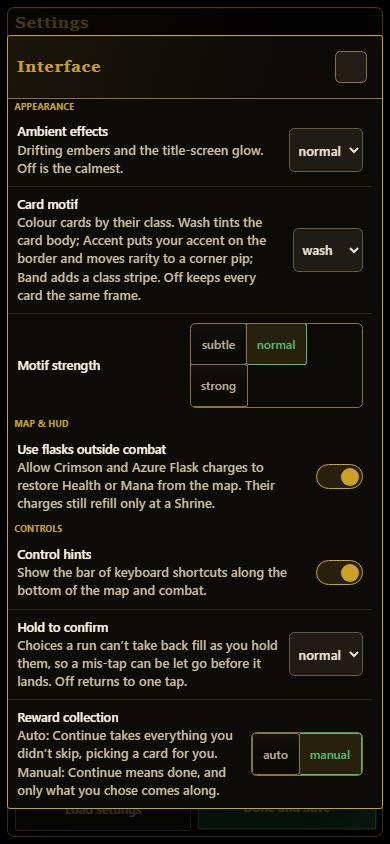 Settings
Interface
APPEARANCE
Ambient effects
Drifting embers and the title-screen glow.
Off is the calmest.
normal
Card motif
Colour cards by their class. Wash tints the
card body; Accent puts your accent on the
border and moves rarity to a corner pip;
Band adds a class stripe. Off keeps every
card the same frame.
wash
Motif strength
subtle normal
strong
MAP & HUD
Use flasks outside combat
Allow Crimson and Azure Flask charges to
restore Health or Mana from the map. Their
charges still refill only at a Shrine.
CONTROLS
Control hints
Show the bar of keyboard shortcuts along the
bottom of the map and combat.
Hold to confirm
Choices a run can’t take back fill as you hold
them, so a mis-tap can be let go before it
lands. Off returns to one tap.
normal
Reward collection
Auto: Continue takes everything you
didn’t skip, picking a card for you.
Manual: Continue means done, and
only what you chose comes along.
auto manual
Load settings Done and Save